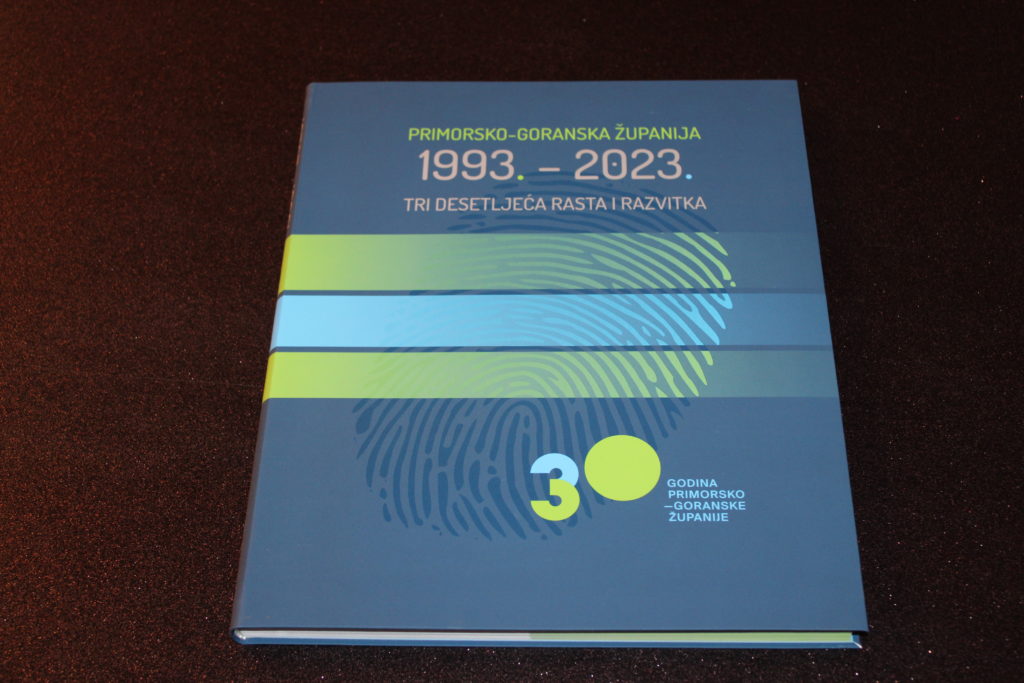 PRIMORSKO-GORANSKA ŽUPANIJA
1993. – 2023.
TRI DESETLJEĆA RASTA I RAZVITKA
30
GODINA
PRIMORSKO
–GORANSKE
ŽUPANIJE